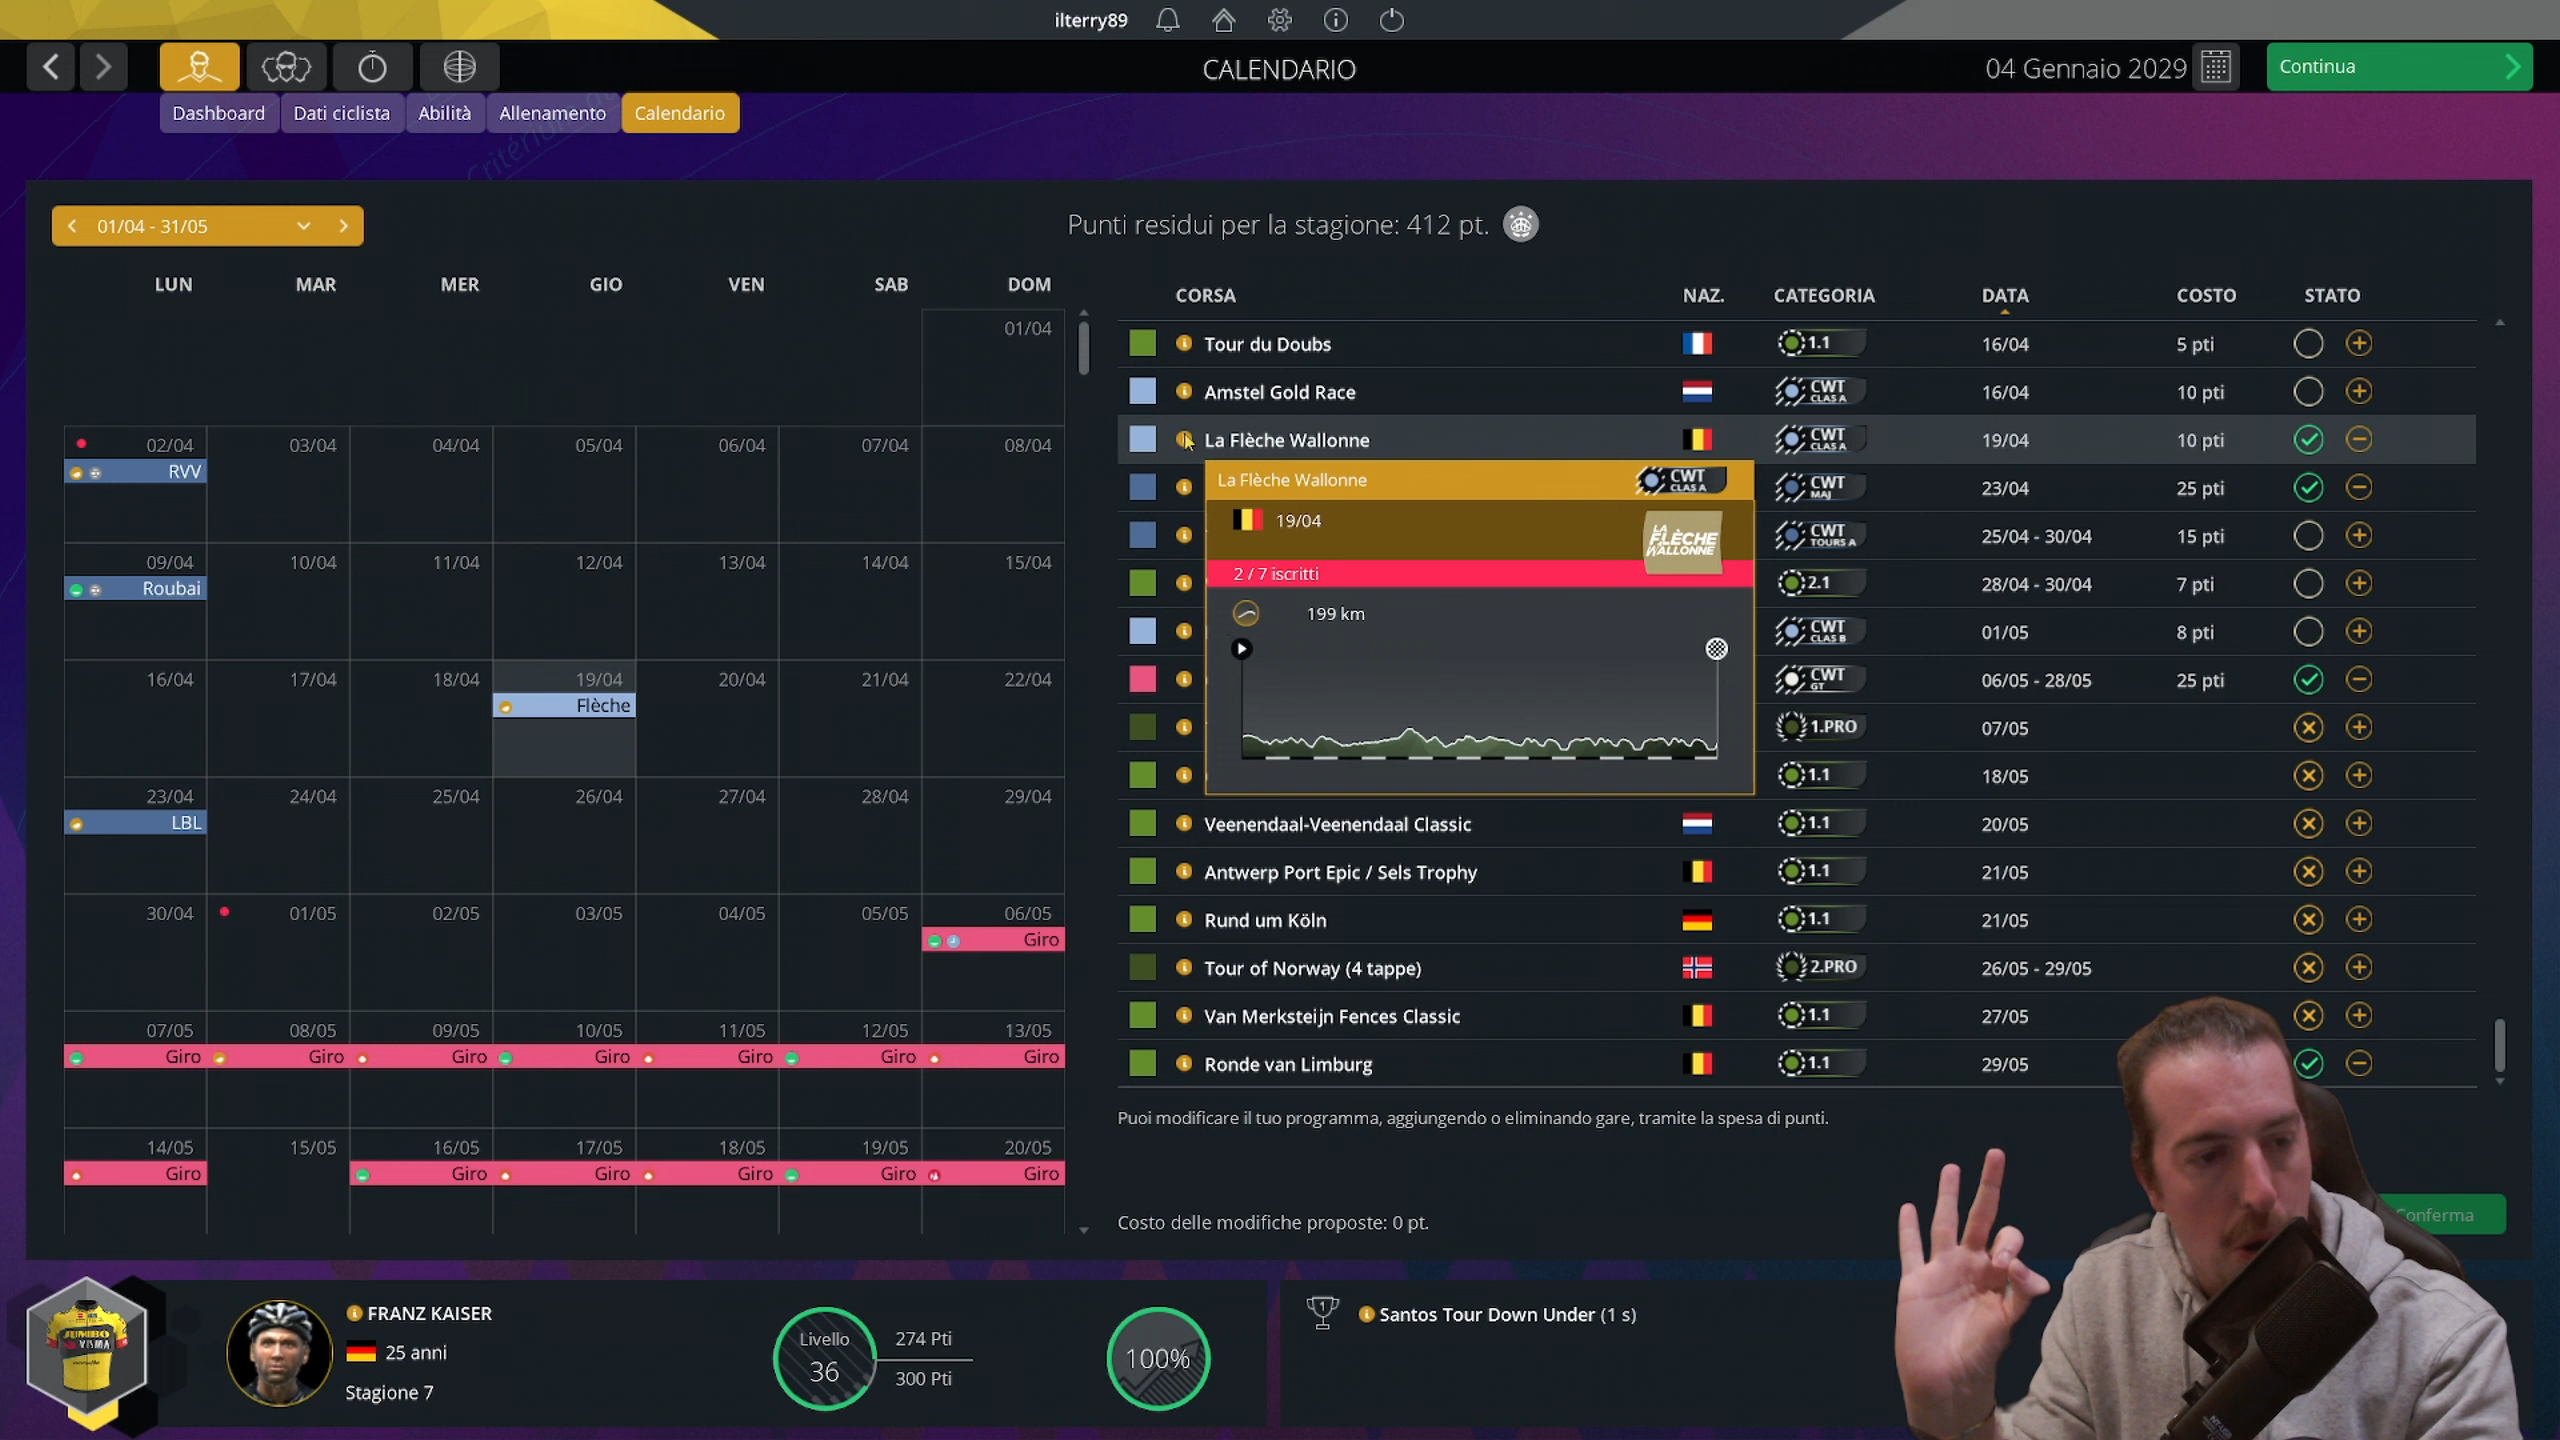 ilterry89
CALENDARIO
04 Gennaio 2029
Continua
Dashboard
Dati ciclista
Abilità
Allenamento
Calendario
01/04 - 31/05
Punti residui per la stagione: 412 pt.
LUN MAR MER GIO VEN SAB DOM
01/04
02/04 03/04 04/04 05/04 06/04 07/04 08/04
RVV
09/04 10/04 11/04 12/04 13/04 14/04 15/04
Roubai
16/04 17/04 18/04 19/04 20/04 21/04 22/04
Flèche
23/04 24/04 25/04 26/04 27/04 28/04 29/04
LBL
30/04 01/05 02/05 03/05 04/05 05/05 06/05
Giro
07/05 08/05 09/05 10/05 11/05 12/05 13/05
Giro Giro Giro Giro Giro Giro Giro
14/05 15/05 16/05 17/05 18/05 19/05 20/05
Giro Giro Giro Giro Giro Giro
CORSA NAZ. CATEGORIA DATA COSTO STATO
Tour du Doubs 1.1 16/04 5 pti
Amstel Gold Race CWT CLAS A 16/04 10 pti
La Flèche Wallonne CWT CLAS A 19/04 10 pti
CWT MAJ 23/04 25 pti
CWT TOURS A 25/04 - 30/04 15 pti
2.1 28/04 - 30/04 7 pti
CWT CLAS B 01/05 8 pti
CWT GT 06/05 - 28/05 25 pti
1.PRO 07/05
1.1 18/05
Veenendaal-Veenendaal Classic 1.1 20/05
Antwerp Port Epic / Sels Trophy 1.1 21/05
Rund um Köln 1.1 21/05
Tour of Norway (4 tappe) 2.PRO 26/05 - 29/05
Van Merksteijn Fences Classic 1.1 27/05
Ronde van Limburg 1.1 29/05
La Flèche Wallonne CWT CLAS A
19/04
LA FLÈCHE WALLONNE
2 / 7 iscritti
199 km
Puoi modificare il tuo programma, aggiungendo o eliminando gare, tramite la spesa di punti.
Costo delle modifiche proposte: 0 pt.
Conferma
JUMBO
VISMA
FRANZ KAISER
25 anni
Stagione 7
Livello
36
274 Pti
300 Pti
100%
Santos Tour Down Under (1 s)